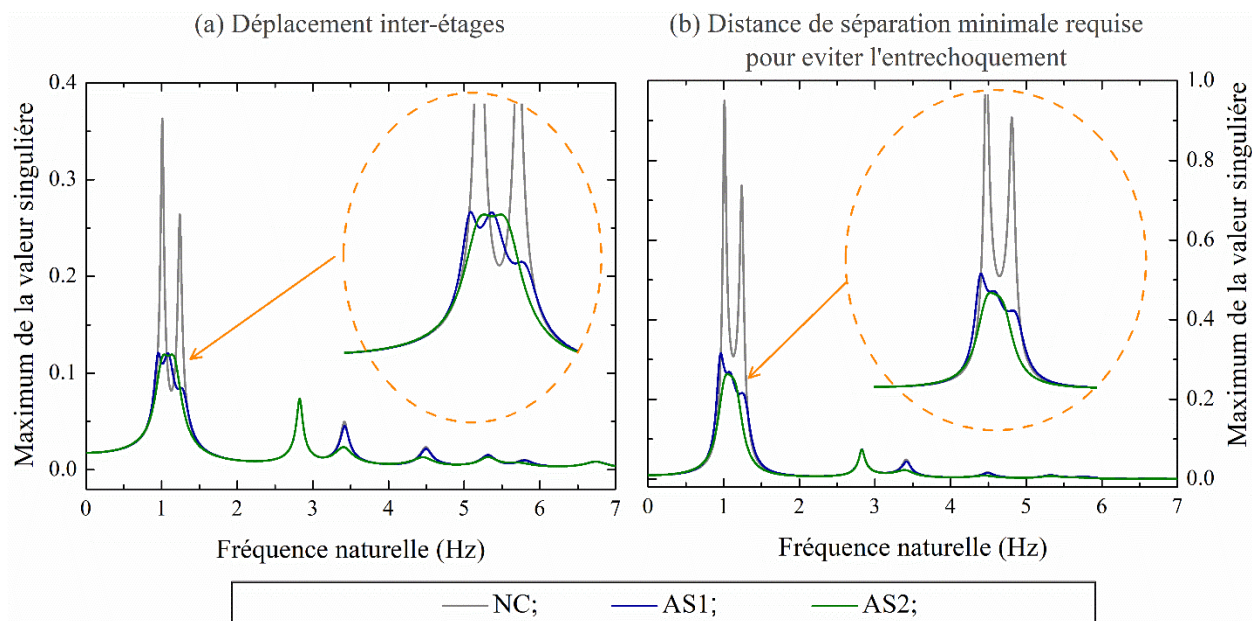 (a) Déplacement inter-étages
(b) Distance de séparation minimale requise
pour eviter l'entrechoquement
Maximum de la valeur singuliére
0.4
0.3
0.2
0.1
0.0
0 1 2 3 4 5 6 7
Fréquence naturelle (Hz)
1.0
0.8
0.6
0.4
0.2
0.0
Maximum de la valeur singuliére
0 1 2 3 4 5 6 7
Fréquence naturelle (Hz)
NC; AS1; AS2;